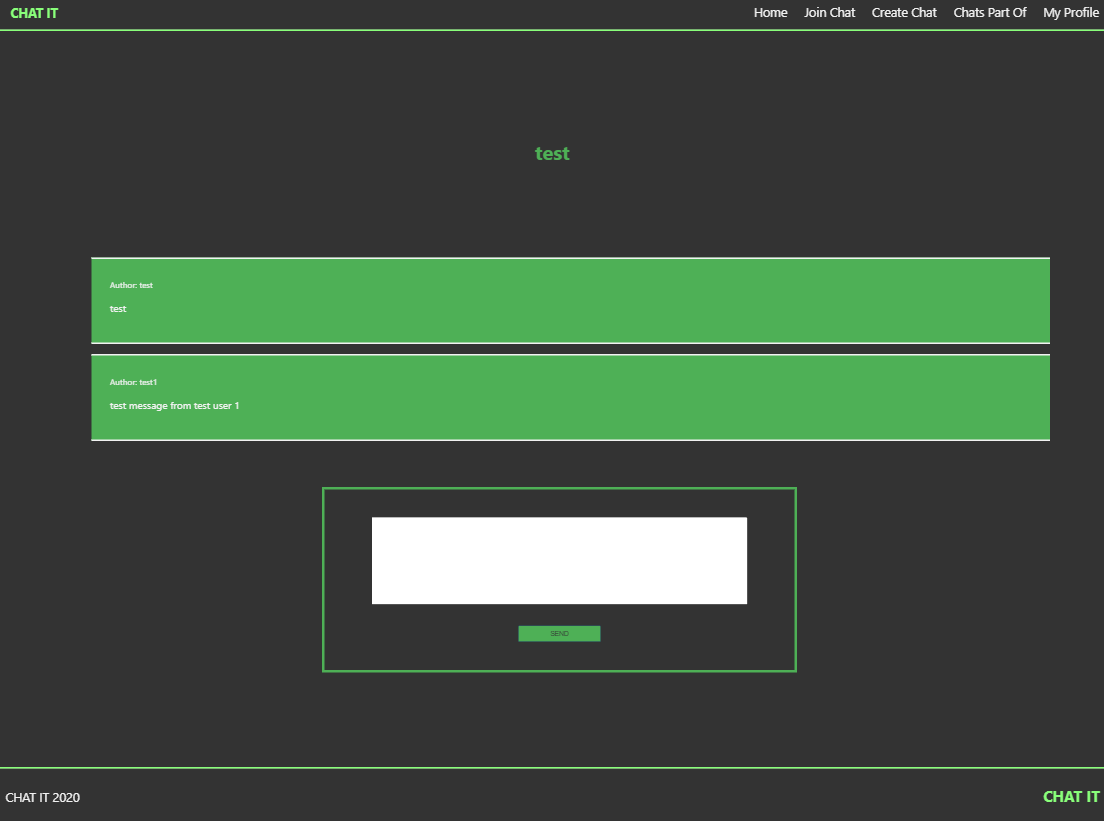 CHAT IT
Home Join Chat Create Chat Chats Part Of My Profile
test
Author: test
test
Author: test1
test message from test user 1
SEND
CHAT IT 2020
CHAT IT